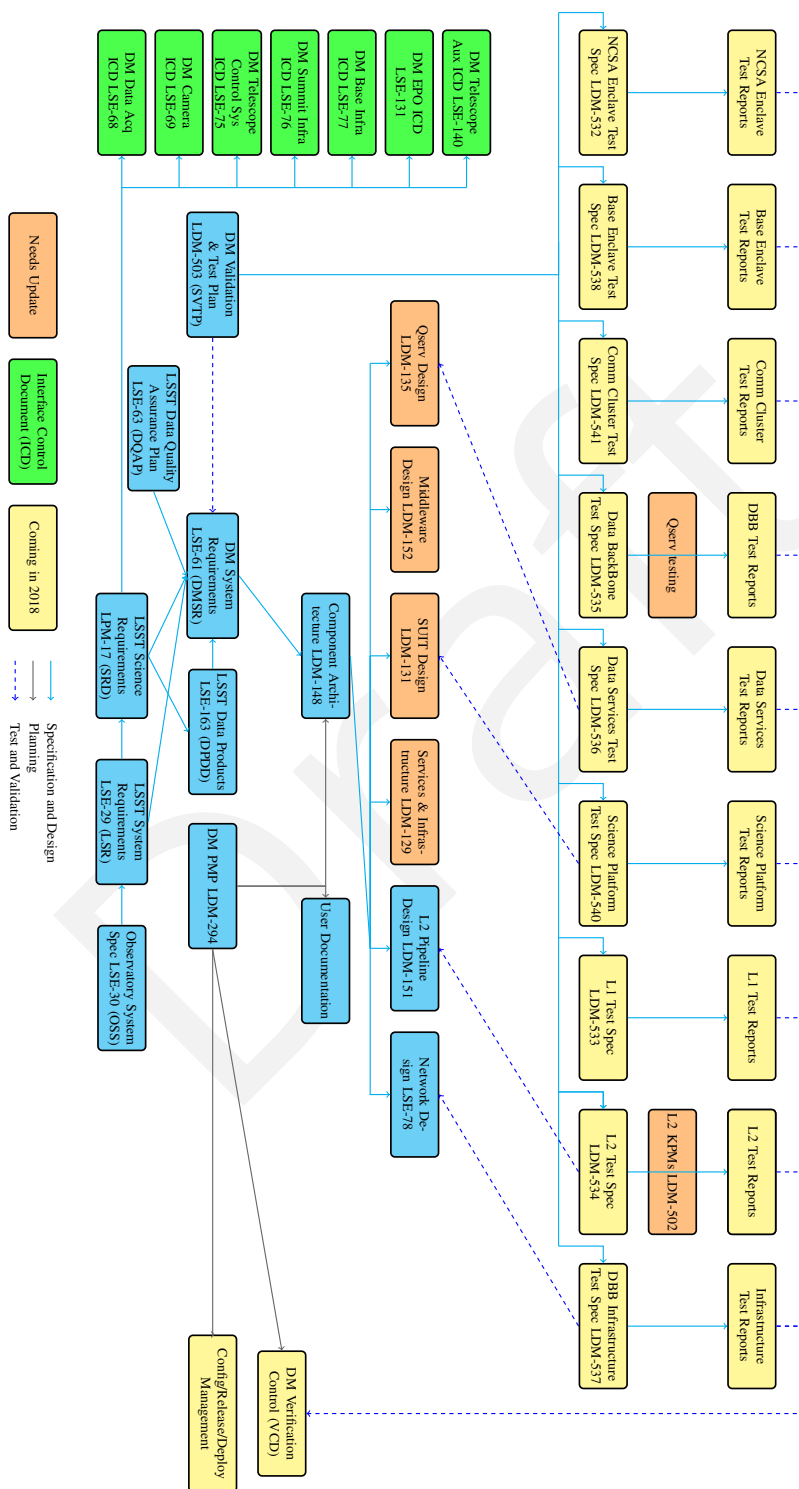 DM Data Acq
ICD LSE-68
DM Camera
ICD LSE-69
DM Telescope
Control Sys
ICD LSE-75
DM Summit Infra
ICD LSE-76
DM Base Infra
ICD LSE-77
DM EPO ICD
LSE-131
DM Telescope
Aux ICD LSE-140
NCSA Enclave Test
Spec LDM-532
NCSA Enclave
Test Reports
Base Enclave Test
Spec LDM-538
Base Enclave
Test Reports
Comm Cluster Test
Spec LDM-541
Comm Cluster
Test Reports
Data BackBone
Test Spec LDM-535
Qserv testing
DBB Test Reports
Data Services Test
Spec LDM-536
Data Services
Test Reports
Science Platform
Test Spec LDM-540
Science Platform
Test Reports
L1 Test Spec
LDM-533
L1 Test Reports
L2 Test Spec
LDM-534
L2 KPMs LDM-502
L2 Test Reports
DBB Infrastructure
Test Spec LDM-537
Infrastructure
Test Reports
DM Validation
& Test Plan
LDM-503 (SVTP)
LSST Data Quality
Assurance Plan
LSE-63 (DQAP)
DM System
Requirements
LSE-61 (DMSR)
LSST Science
Requirements
LPM-17 (SRD)
LSST Data Products
LSE-163 (DPDD)
LSST System
Requirements
LSE-29 (LSR)
Observatory System
Spec LSE-30 (OSS)
DM PMP LDM-294
Component Archi-
tecture LDM-148
User Documentation
Qserv Design
LDM-135
Middleware
Design LDM-152
SUIT Design
LDM-131
Services & Infras-
tructure LDM-129
L2 Pipeline
Design LDM-151
Network De-
sign LSE-78
DM Verification
Control (VCD)
Config/Release/Deploy
Management
Needs Update
Interface Control
Document (ICD)
Coming in 2018
Specification and Design
Planning
Test and Validation
Draft